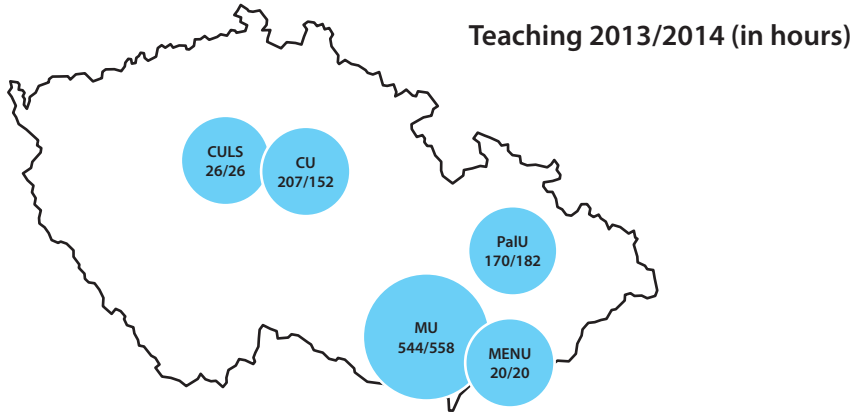 Teaching 2013/2014 (in hours)
CULS
26/26
CU
207/152
PalU
170/182
MU
544/558
MENU
20/20